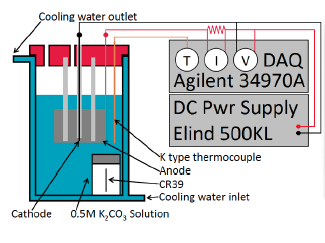 Cooling water outlet
T I V DAQ
Agilent 34970A
DC Pwr Supply
Elind 500KL
K type thermocouple
Anode
CR39
Cooling water inlet
Cathode 0.5M K₂CO₃ Solution